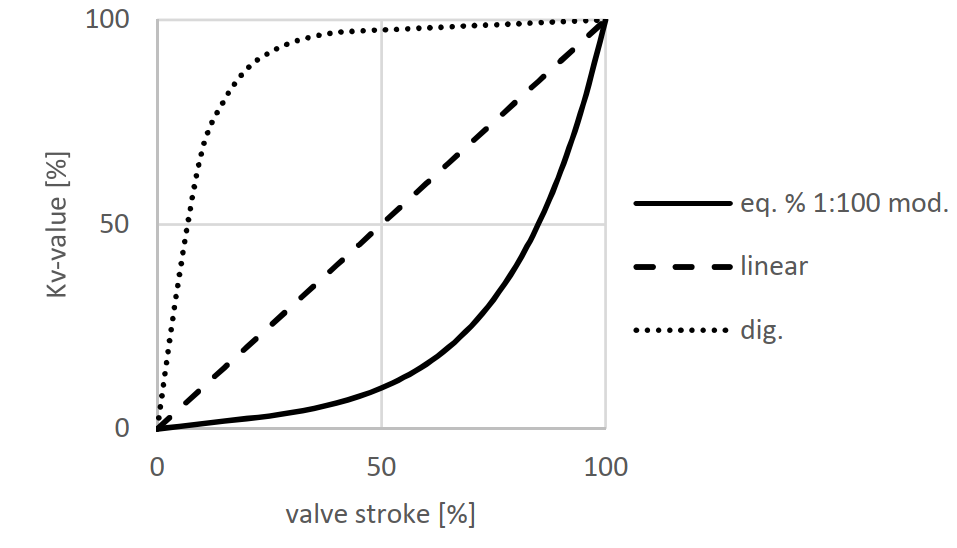 100
50
0
Kv-value [%]
0 50 100
valve stroke [%]
eq. % 1:100 mod.
linear
dig.